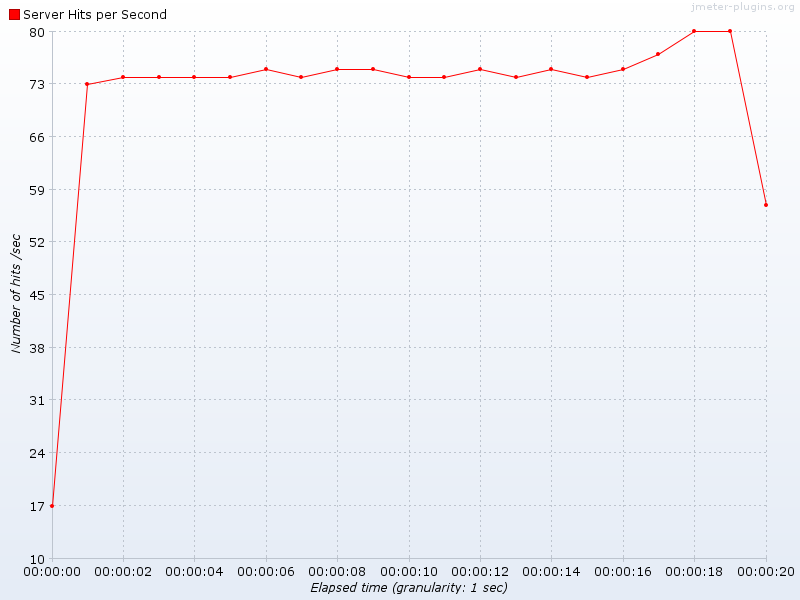 jmeter-plugins.org
Server Hits per Second
80
73
66
59
52
45
38
31
24
17
10
Number of hits /sec
00:00:00 00:00:02 00:00:04 00:00:06 00:00:08 00:00:10 00:00:12 00:00:14 00:00:16 00:00:18 00:00:20
Elapsed time (granularity: 1 sec)